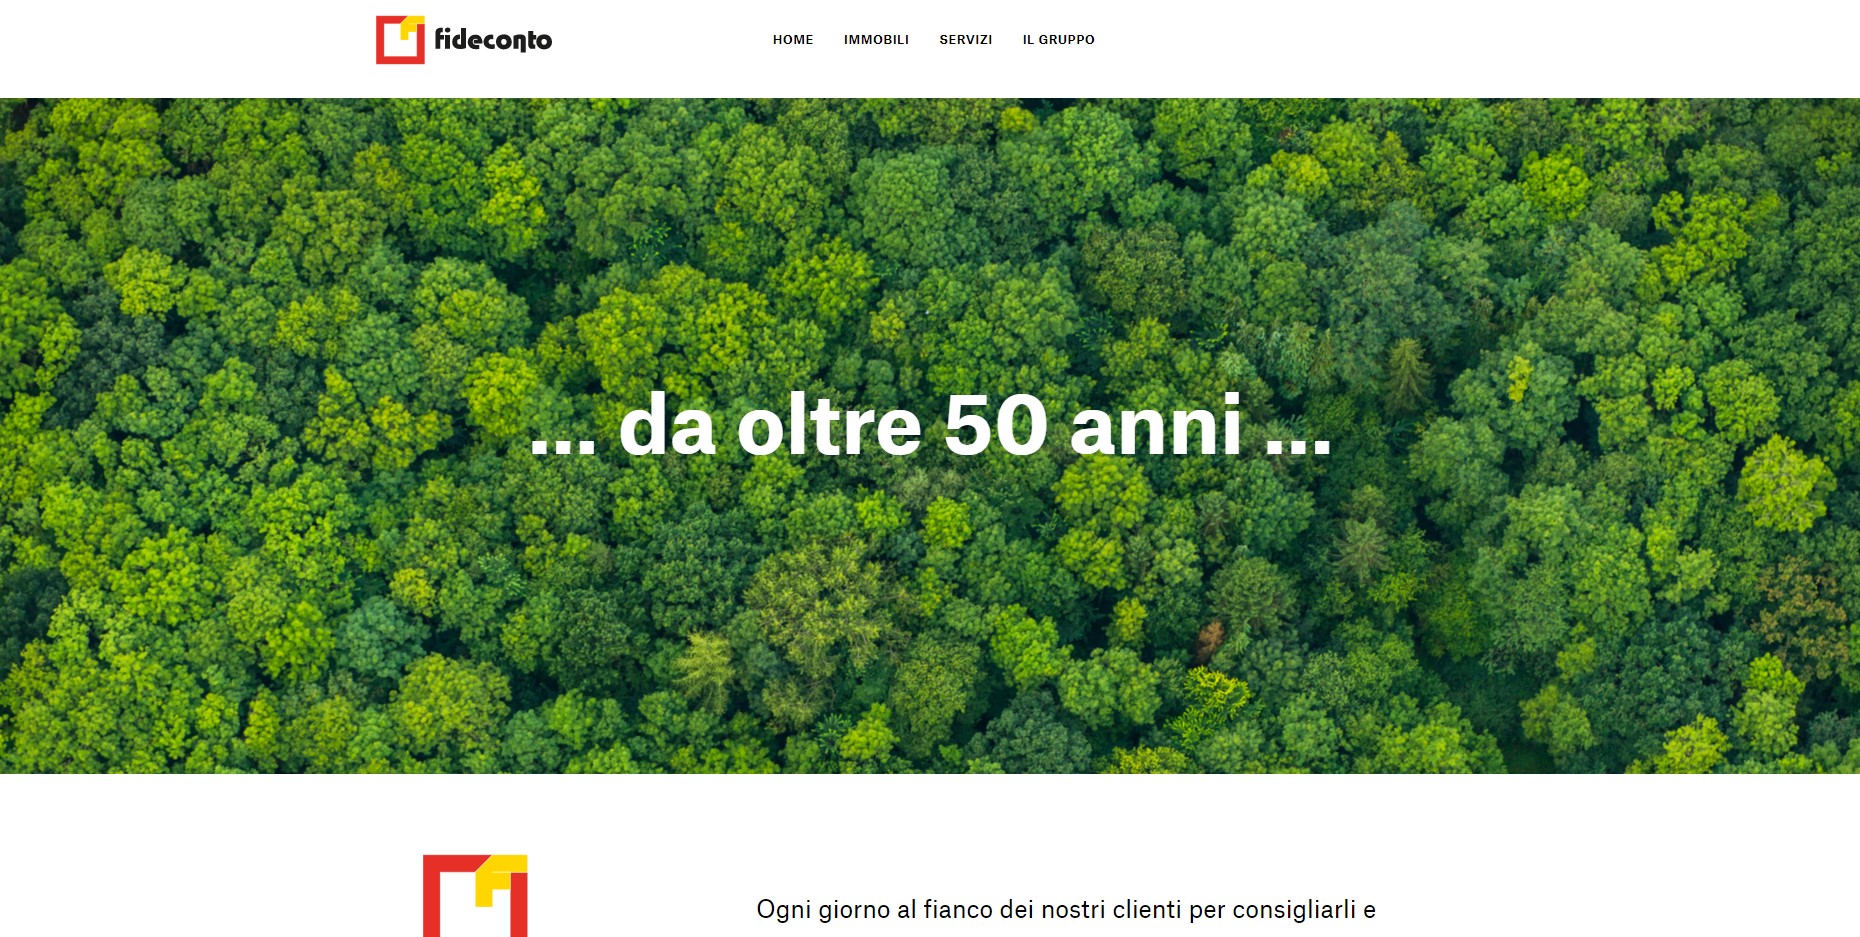 fideconto
HOME IMMOBILI SERVIZI IL GRUPPO
... da oltre 50 anni ...
Ogni giorno al fianco dei nostri clienti per consigliarli e